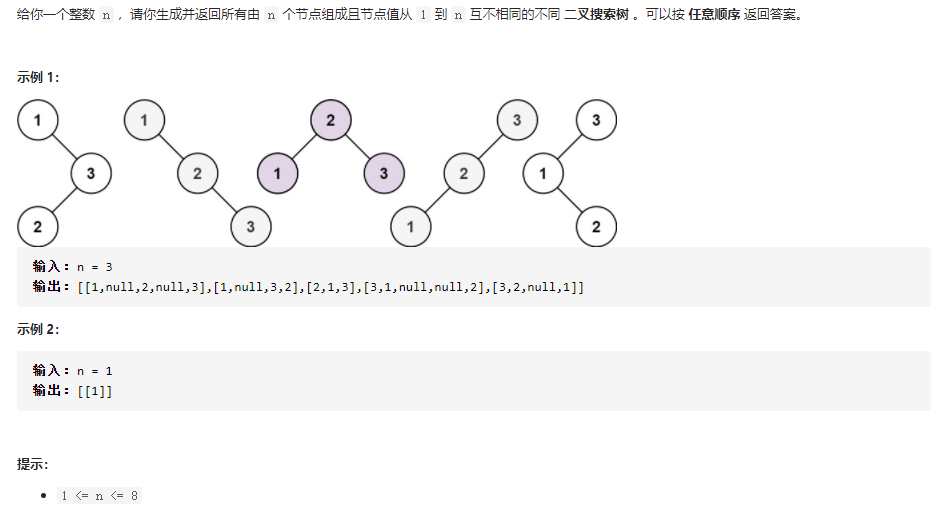 给你一个整数 n ，请你生成并返回所有由 n 个节点组成且节点值从 1 到 n 互不相同的不同 二叉搜索树 。可以按 任意顺序 返回答案。
示例 1：
1 1 2 3 3
3 2 1 3 2 1
2 3 1 2
输入：n = 3
输出：[[1,null,2,null,3],[1,null,3,2],[2,1,3],[3,1,null,null,2],[3,2,null,1]]
示例 2：
输入：n = 1
输出：[[1]]
提示：
1 <= n <= 8